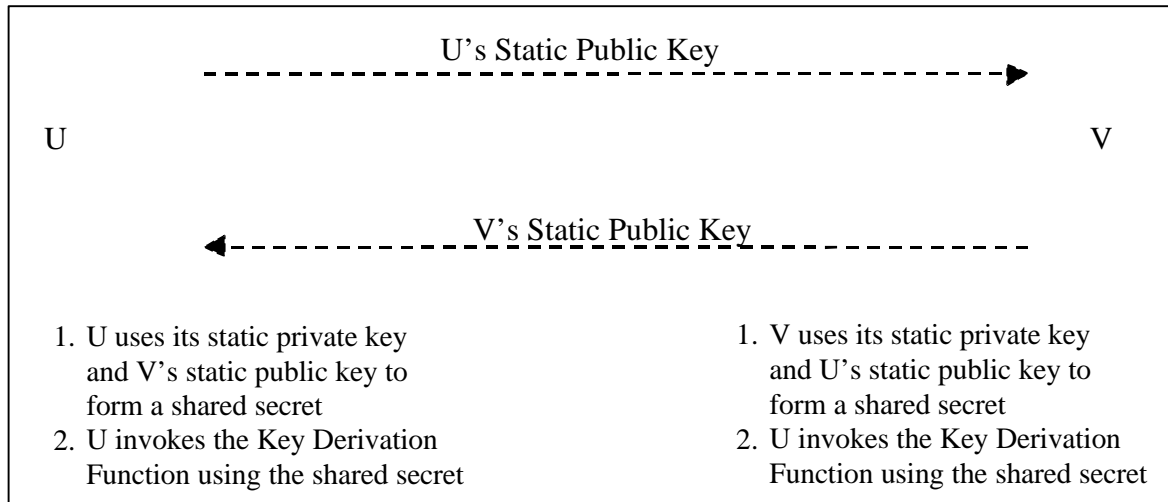 U’s Static Public Key
U
V
V’s Static Public Key
1. U uses its static private key
and V’s static public key to
form a shared secret
2. U invokes the Key Derivation
Function using the shared secret
1. V uses its static private key
and U’s static public key to
form a shared secret
2. U invokes the Key Derivation
Function using the shared secret